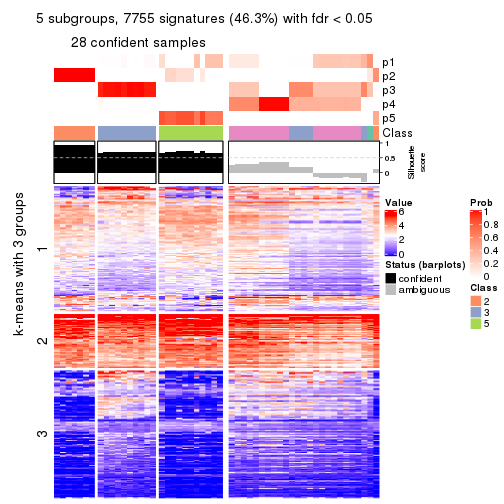 5 subgroups, 7755 signatures (46.3%) with fdr < 0.05
28 confident samples
p1
p2
p3
p4
p5
Class
1
0.5
0
Silhouette
score
k-means with 3 groups
1
2
3
Value
6
4
2
0
Status (barplots)
confident
ambiguous
Prob
1
0.8
0.6
0.4
0.2
0
Class
2
3
5